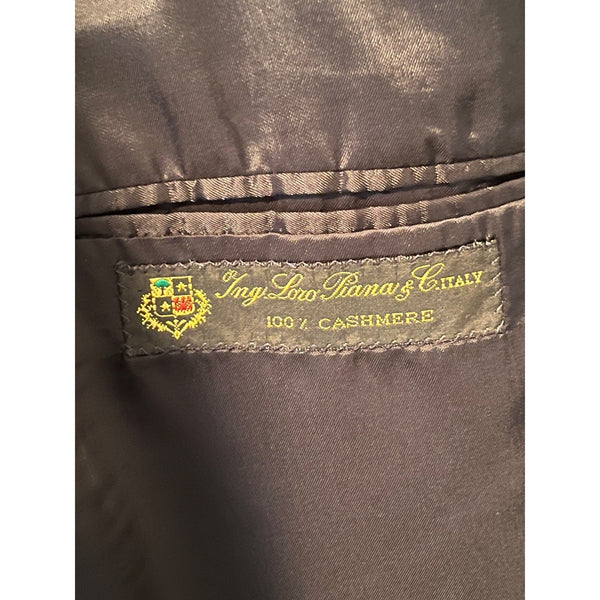 Ing. Loro Piana & C. ITALY
100% CASHMERE